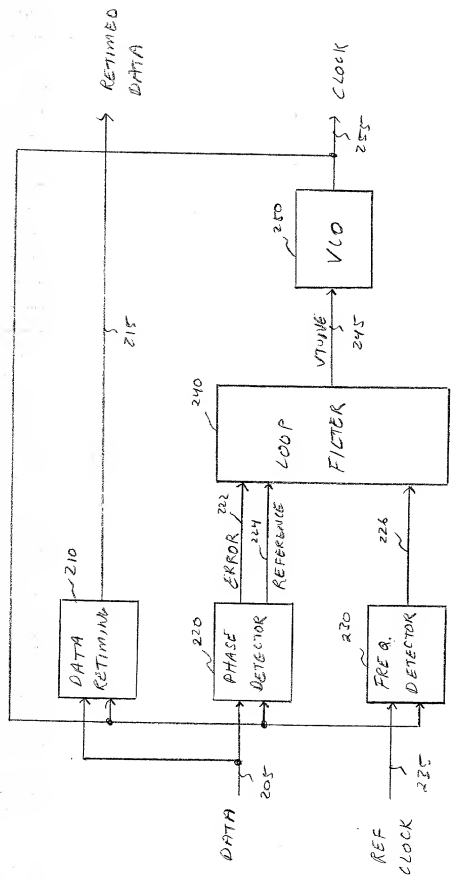 DATA
RETIMING
210
215
RETIMED
DATA
DATA
205
PHASE
DETECTOR
220
ERROR
222
224
REFERENCE
LOOP
FILTER
240
VTUNE
245
VCO
250
CLOCK
255
REF
CLOCK
235
FREQ.
DETECTOR
230
226